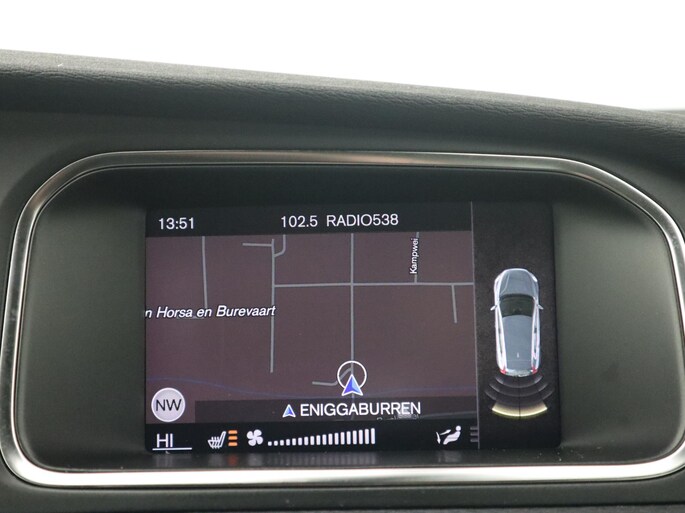 13:51
102.5 RADIO538
Kampwei
n Horsa en Burevaart
NW
ENIGGABURREN
HI